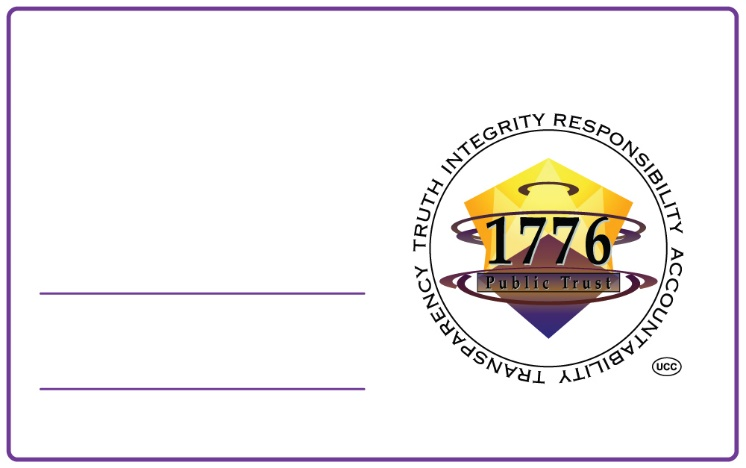 TRUTH INTEGRITY RESPONSIBILITY ACCOUNTABILITY TRANSPARENCY
1776
Public Trust
UCC